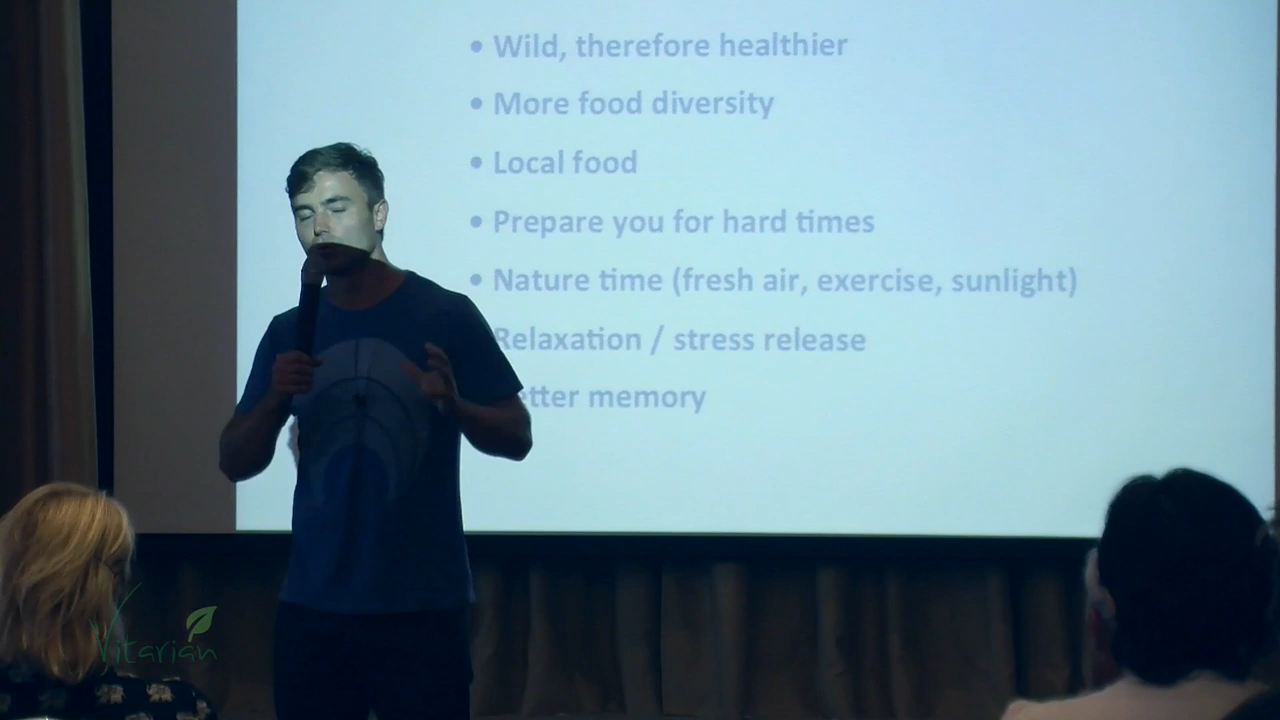 • Wild, therefore healthier
• More food diversity
• Local food
• Prepare you for hard times
• Nature time (fresh air, exercise, sunlight)
Relaxation / stress release
etter memory
Vitarian